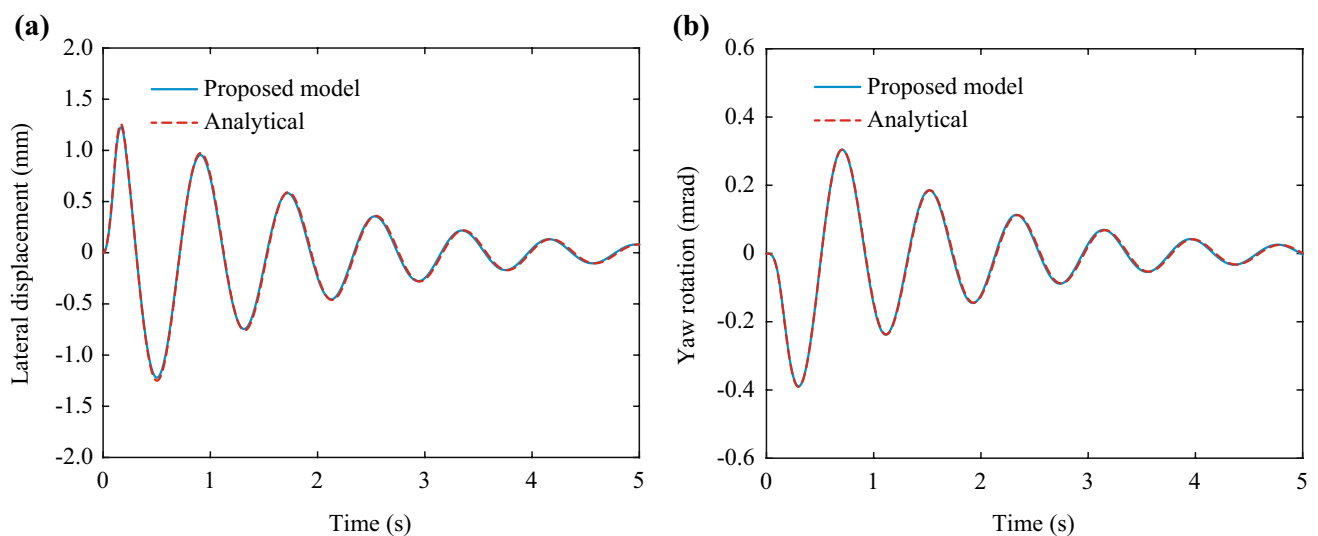 (a)
2.0
Proposed model
1.5
Analytical
1.0
0.5
0
-0.5
-1.0
-1.5
-2.0
Lateral displacement (mm)
0 1 2 3 4 5
Time (s)
(b)
0.6
Proposed model
0.4
Analytical
0.2
0
-0.2
-0.4
-0.6
Yaw rotation (mrad)
0 1 2 3 4 5
Time (s)